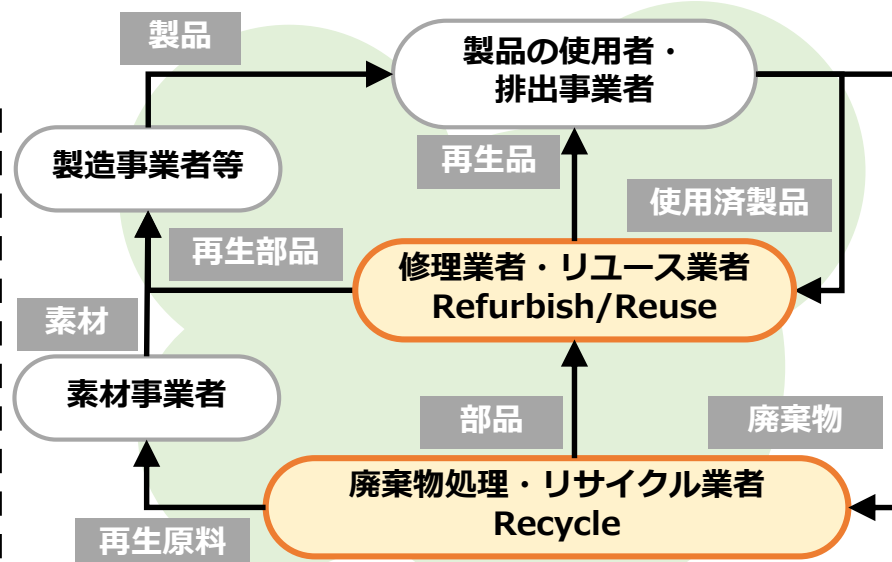 製品
製品の使用者・
排出事業者
製造事業者等
再生品
使用済製品
再生部品
修理業者・リユース業者
Refurbish/Reuse
素材
素材事業者
部品
廃棄物
廃棄物処理・リサイクル業者
Recycle
再生原料